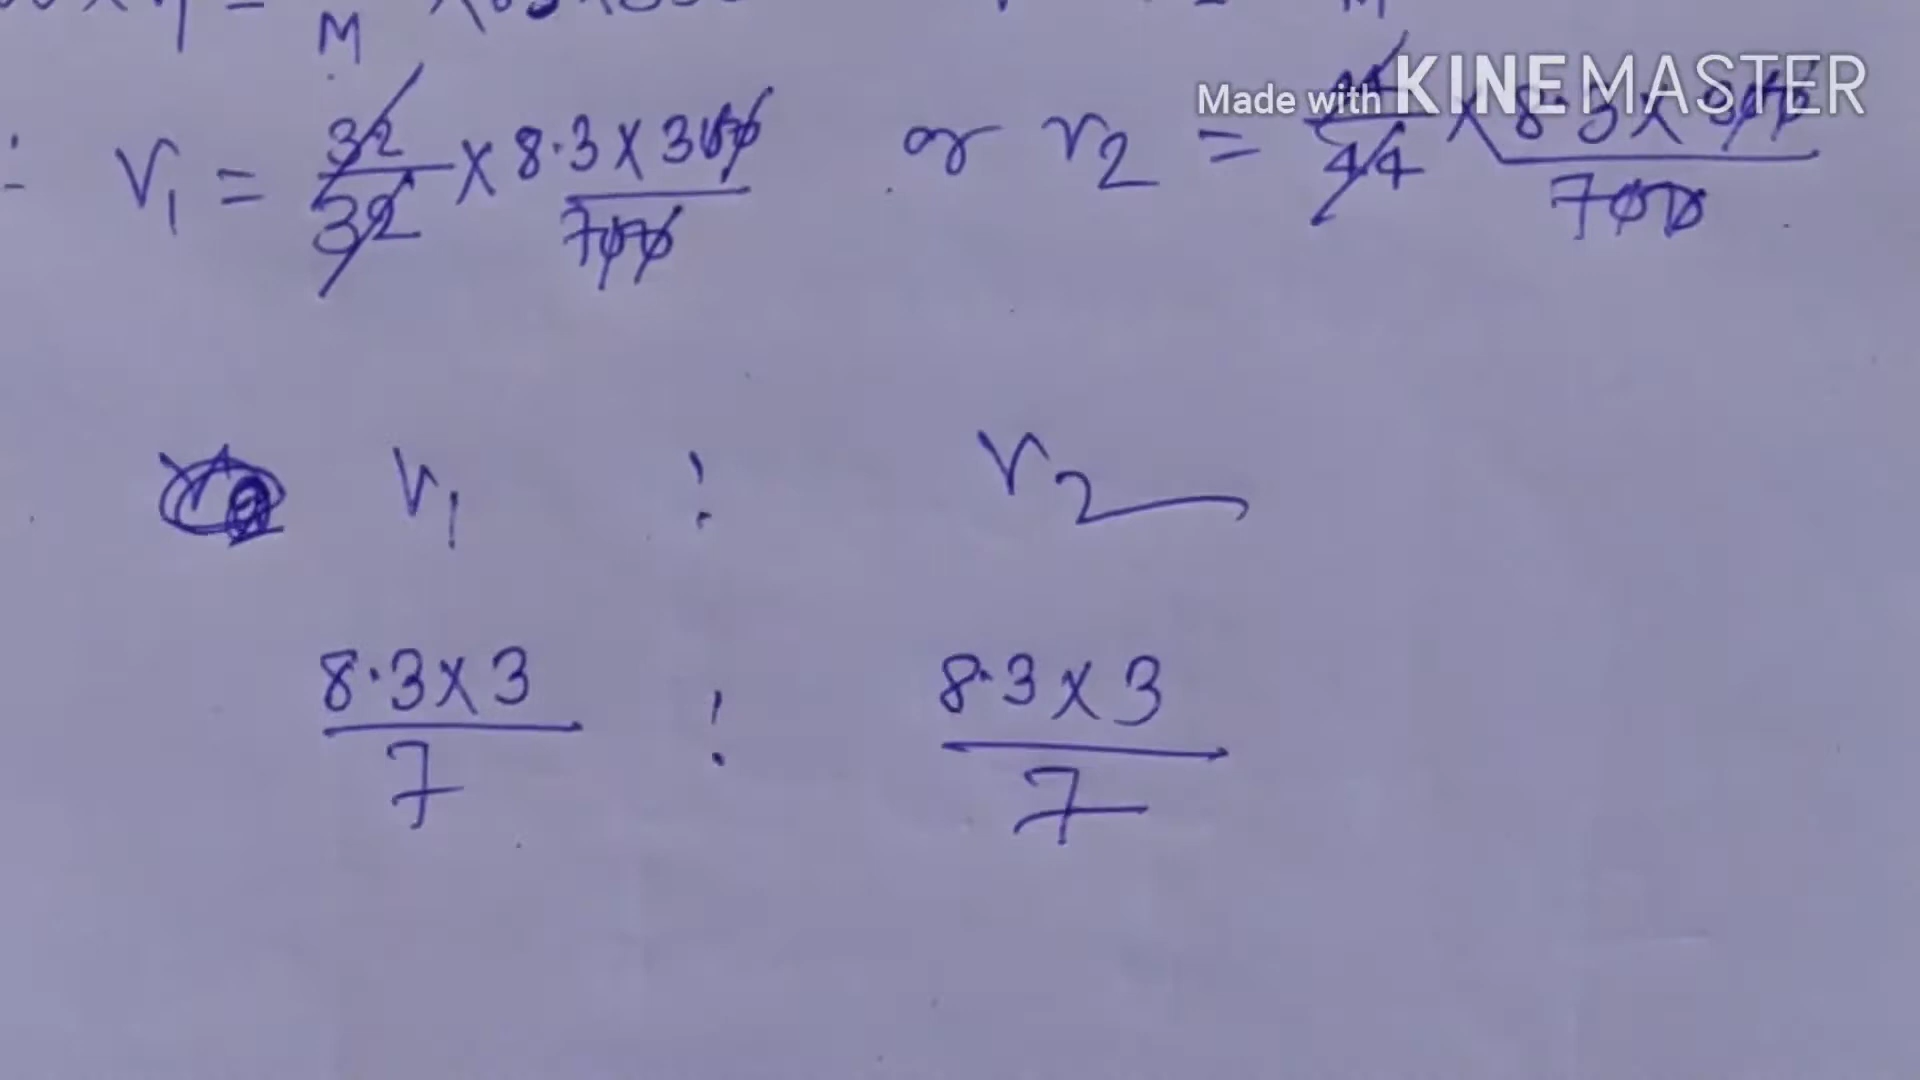 M
Made with KINEMASTER
V₁ = 32/32 × 8.3 × 300/700 or V₂ = 44/44 × 8.3 × 300/700
V₁ : V₂
8.3 × 3/7 : 8.3 × 3/7